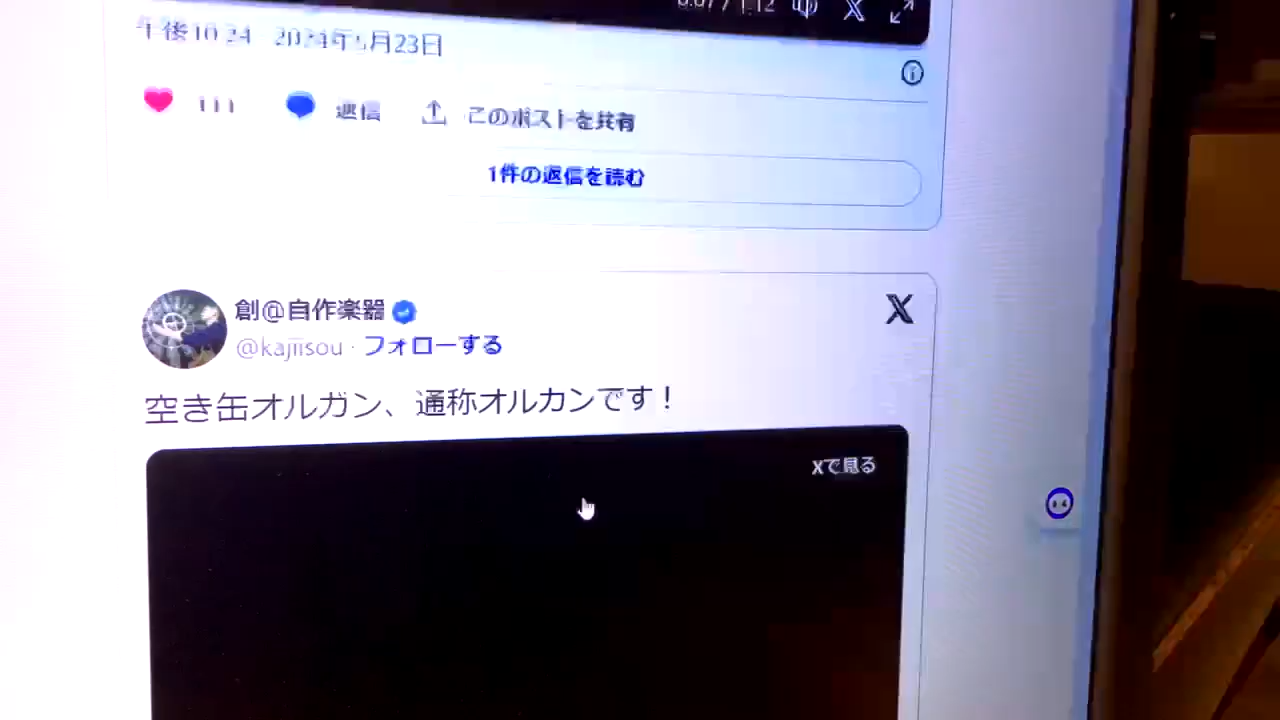 午後10:24 2024年5月23日
111 返信 このポストを共有
1件の返信を読む
創@自作楽器
@kajiisou · フォローする
空き缶オルガン、通称オルカンです！
Xで見る